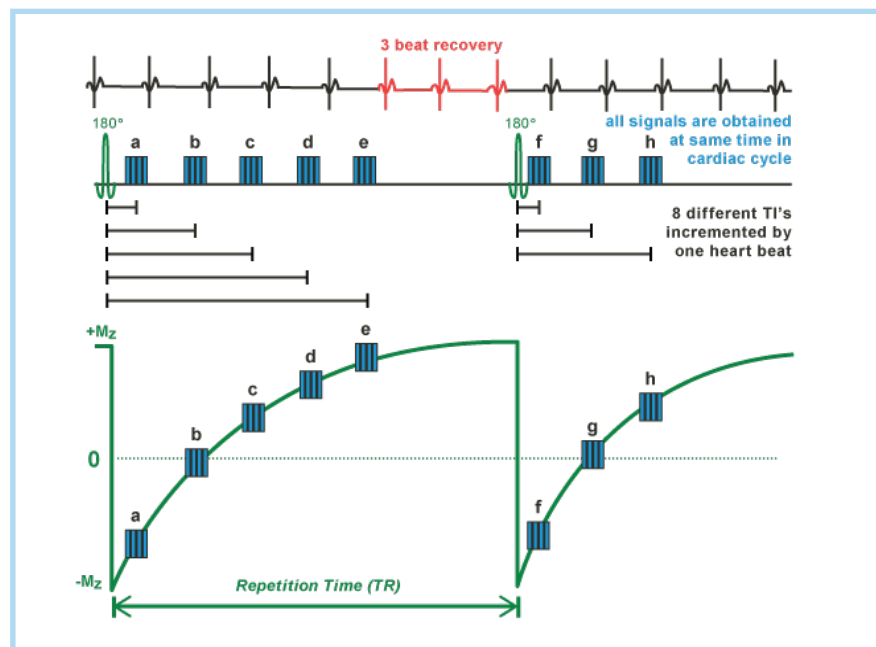 3 beat recovery
all signals are obtained
at same time in
cardiac cycle
180°
a
b
c
d
e
180°
f
g
h
8 different TI's
incremented by
one heart beat
+Mz
0
-Mz
a
b
c
d
e
f
g
h
Repetition Time (TR)